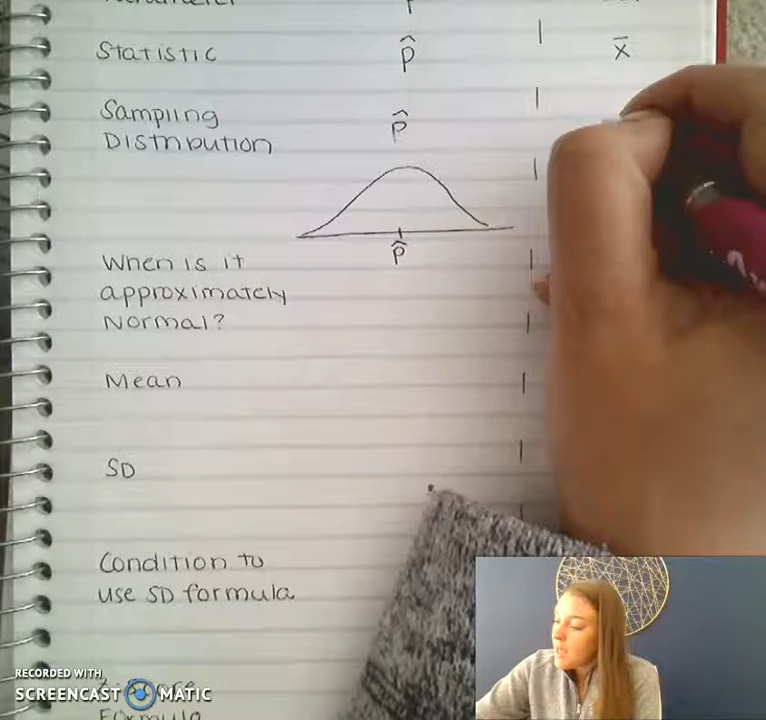 Statistic p̂ x̄
Sampling p̂
Distribution
p̂
When is it
approximately
Normal?
Mean
SD
Condition to
use SD formula
RECORDED WITH
SCREENCAST MATIC
Formula